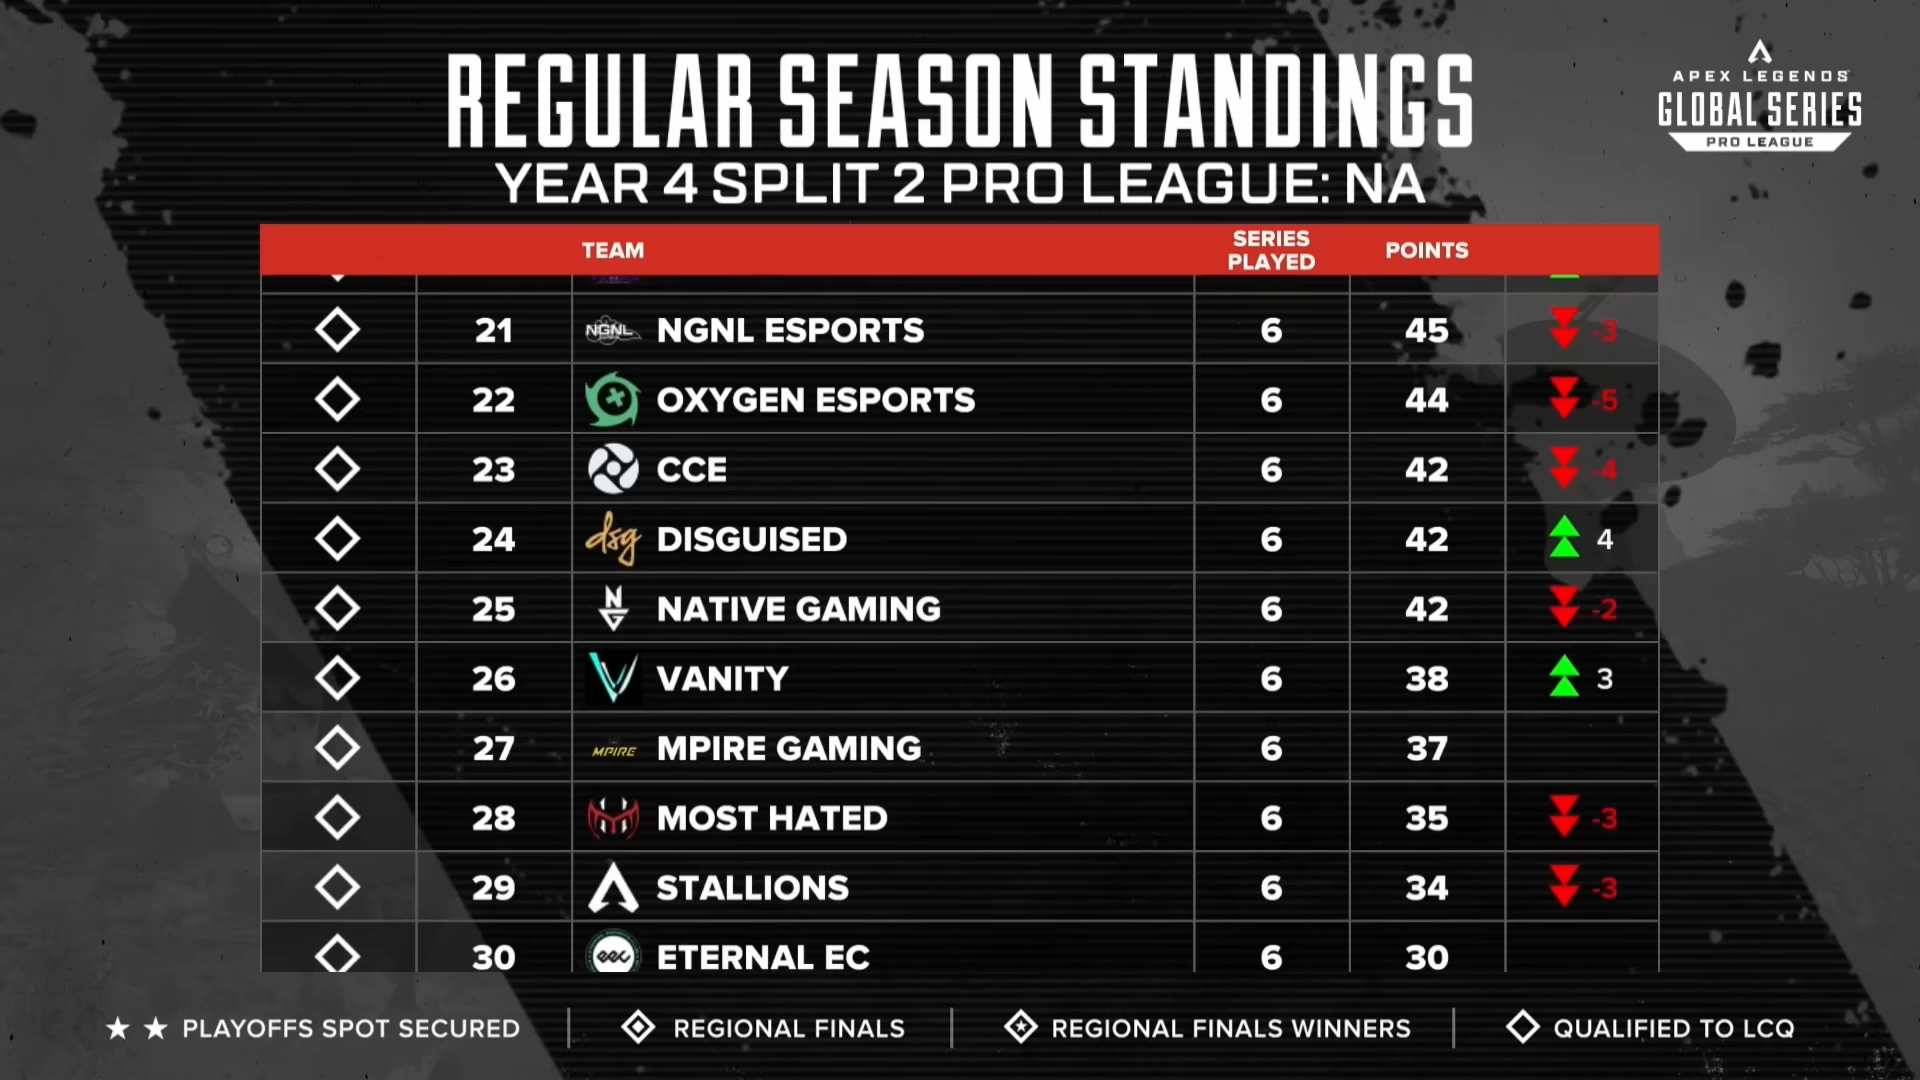 REGULAR SEASON STANDINGS
YEAR 4 SPLIT 2 PRO LEAGUE: NA
APEX LEGENDS
GLOBAL SERIES
PRO LEAGUE
TEAM SERIES PLAYED POINTS
21 NGNL NGNL ESPORTS 6 45 -3
22 OXYGEN ESPORTS 6 44 -5
23 CCE 6 42 -4
24 dsg DISGUISED 6 42 4
25 NG NATIVE GAMING 6 42 -2
26 VANITY 6 38 3
27 MPIRE MPIRE GAMING 6 37
28 MOST HATED 6 35 -3
29 STALLIONS 6 34 -3
30 eec ETERNAL EC 6 30
PLAYOFFS SPOT SECURED REGIONAL FINALS REGIONAL FINALS WINNERS QUALIFIED TO LCQ